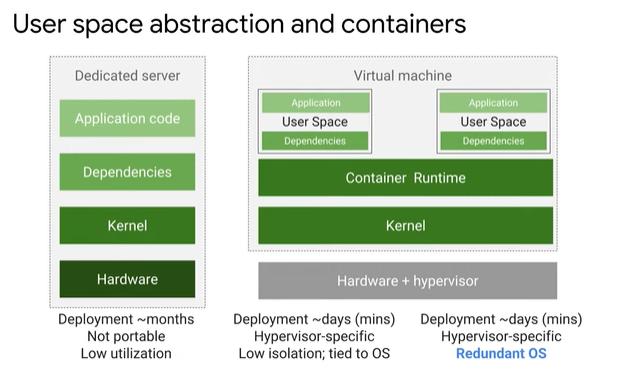 User space abstraction and containers
Dedicated server
Application code
Dependencies
Kernel
Hardware
Deployment ~months
Not portable
Low utilization
Virtual machine
Application
User Space
Dependencies
Application
User Space
Dependencies
Container Runtime
Kernel
Hardware + hypervisor
Deployment ~days (mins)
Hypervisor-specific
Low isolation; tied to OS
Deployment ~days (mins)
Hypervisor-specific
Redundant OS